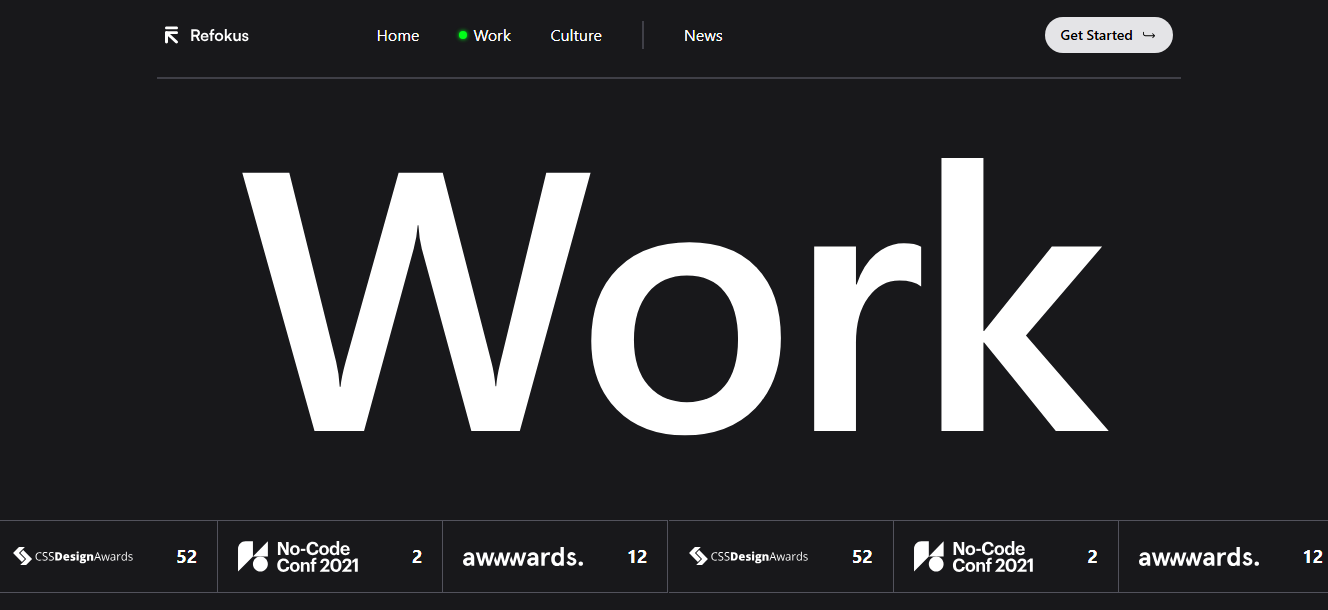 Refokus Home Work Culture News Get Started
Work
CSSDesignAwards 52 No-Code Conf 2021 2 awwwards. 12 CSSDesignAwards 52 No-Code Conf 2021 2 awwwards. 12